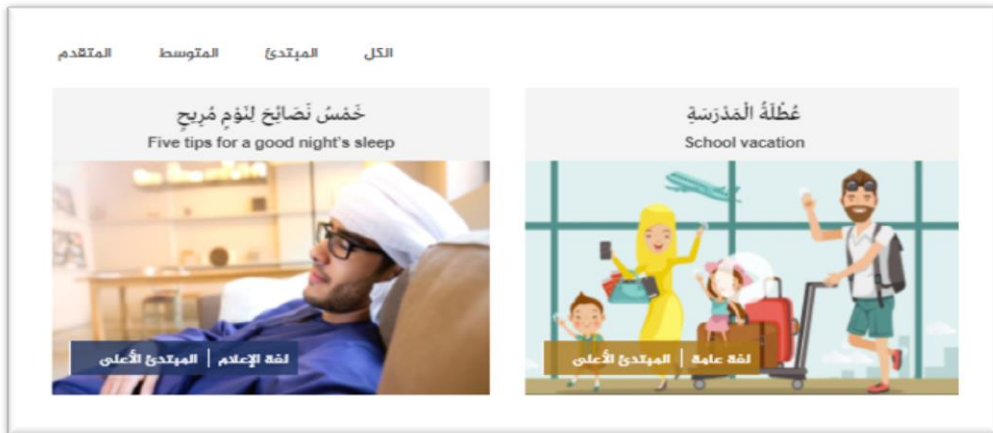 الكل المبتدئ المتوسط المتقدم
عُطْلَةُ الْمَدْرَسَةِ
School vacation
لغة عامة | المبتدئ الأعلى
خَمْسُ نَصَائِحَ لِنَوْمٍ مُرِيحٍ
Five tips for a good night's sleep
لغة الإعلام | المبتدئ الأعلى